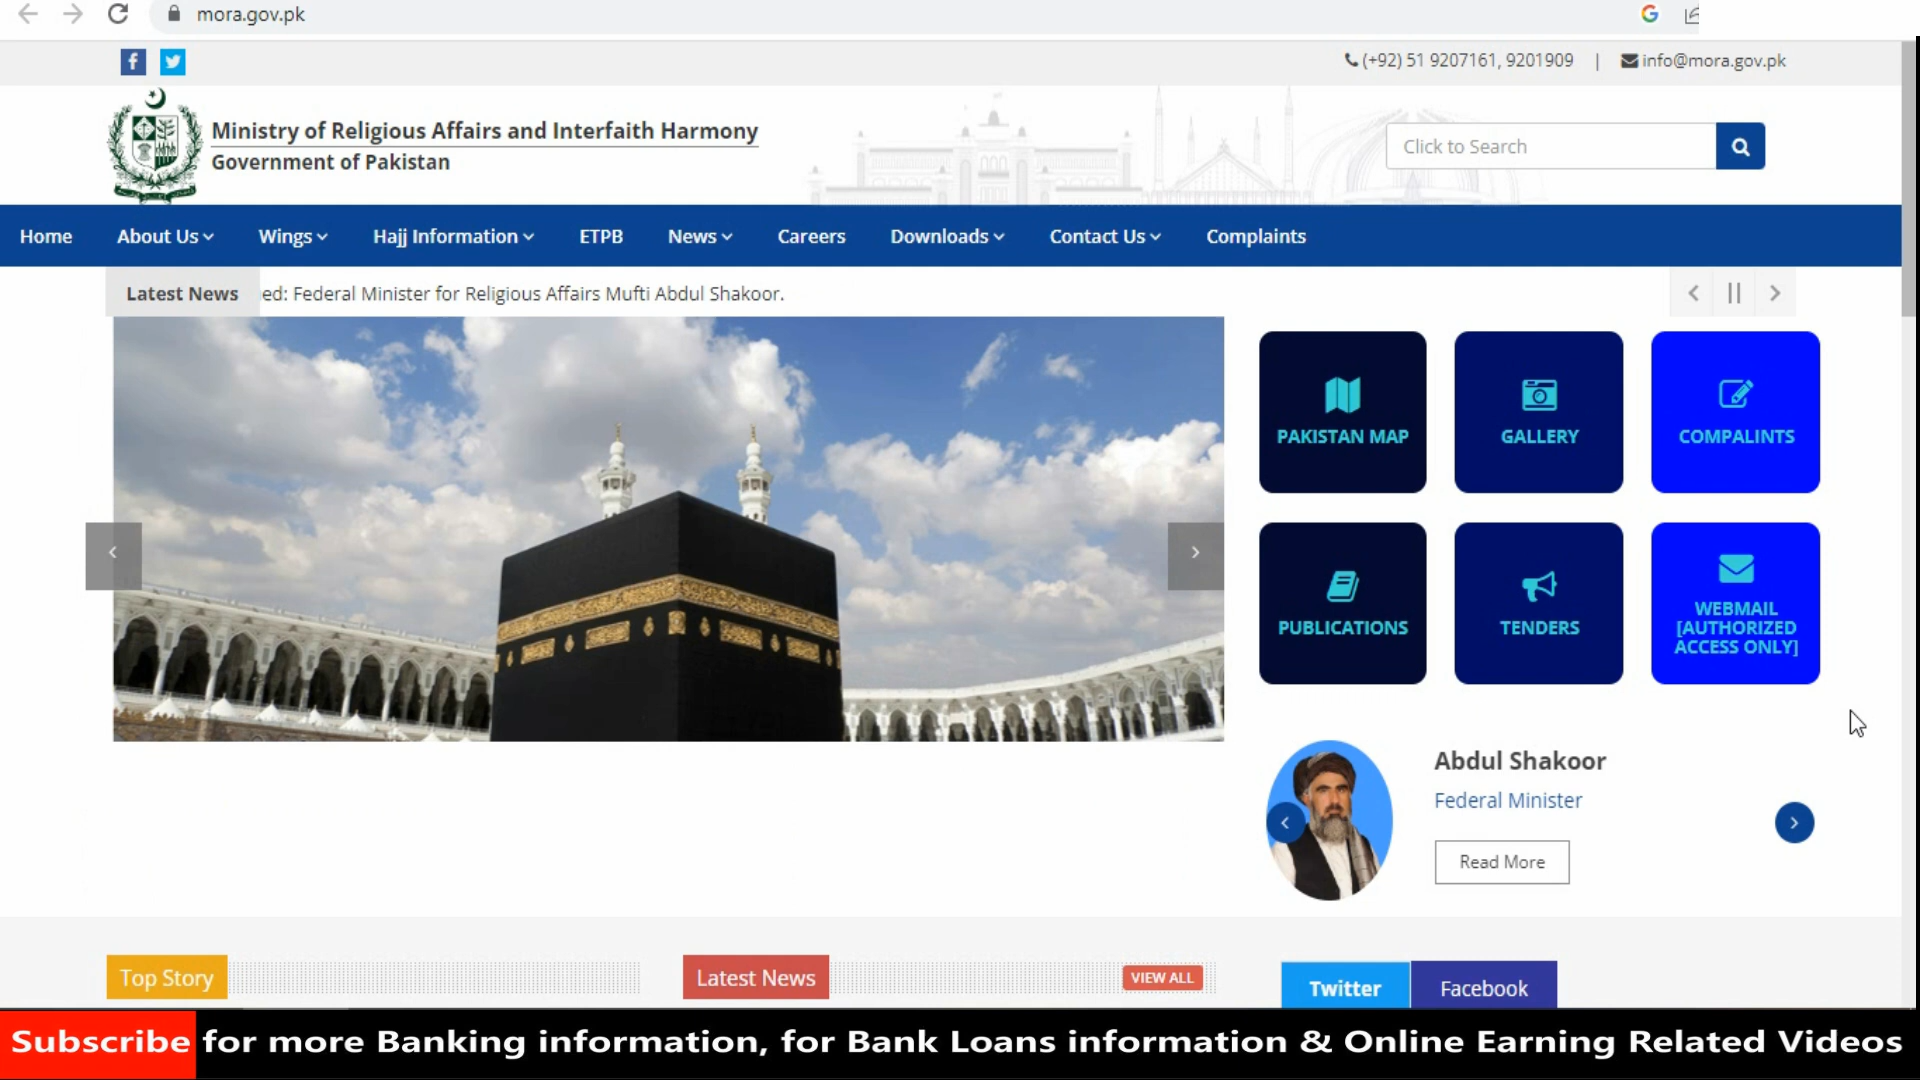 mora.gov.pk
(+92) 51 9207161, 9201909 | info@mora.gov.pk
Ministry of Religious Affairs and Interfaith Harmony
Government of Pakistan
Click to Search
Home About Us Wings Hajj Information ETPB News Careers Downloads Contact Us Complaints
Latest News ed: Federal Minister for Religious Affairs Mufti Abdul Shakoor.
PAKISTAN MAP
GALLERY
COMPALINTS
PUBLICATIONS
TENDERS
WEBMAIL
[AUTHORIZED
ACCESS ONLY]
Abdul Shakoor
Federal Minister
Read More
Top Story
Latest News
VIEW ALL
Twitter
Facebook
Subscribe for more Banking information, for Bank Loans information & Online Earning Related Videos